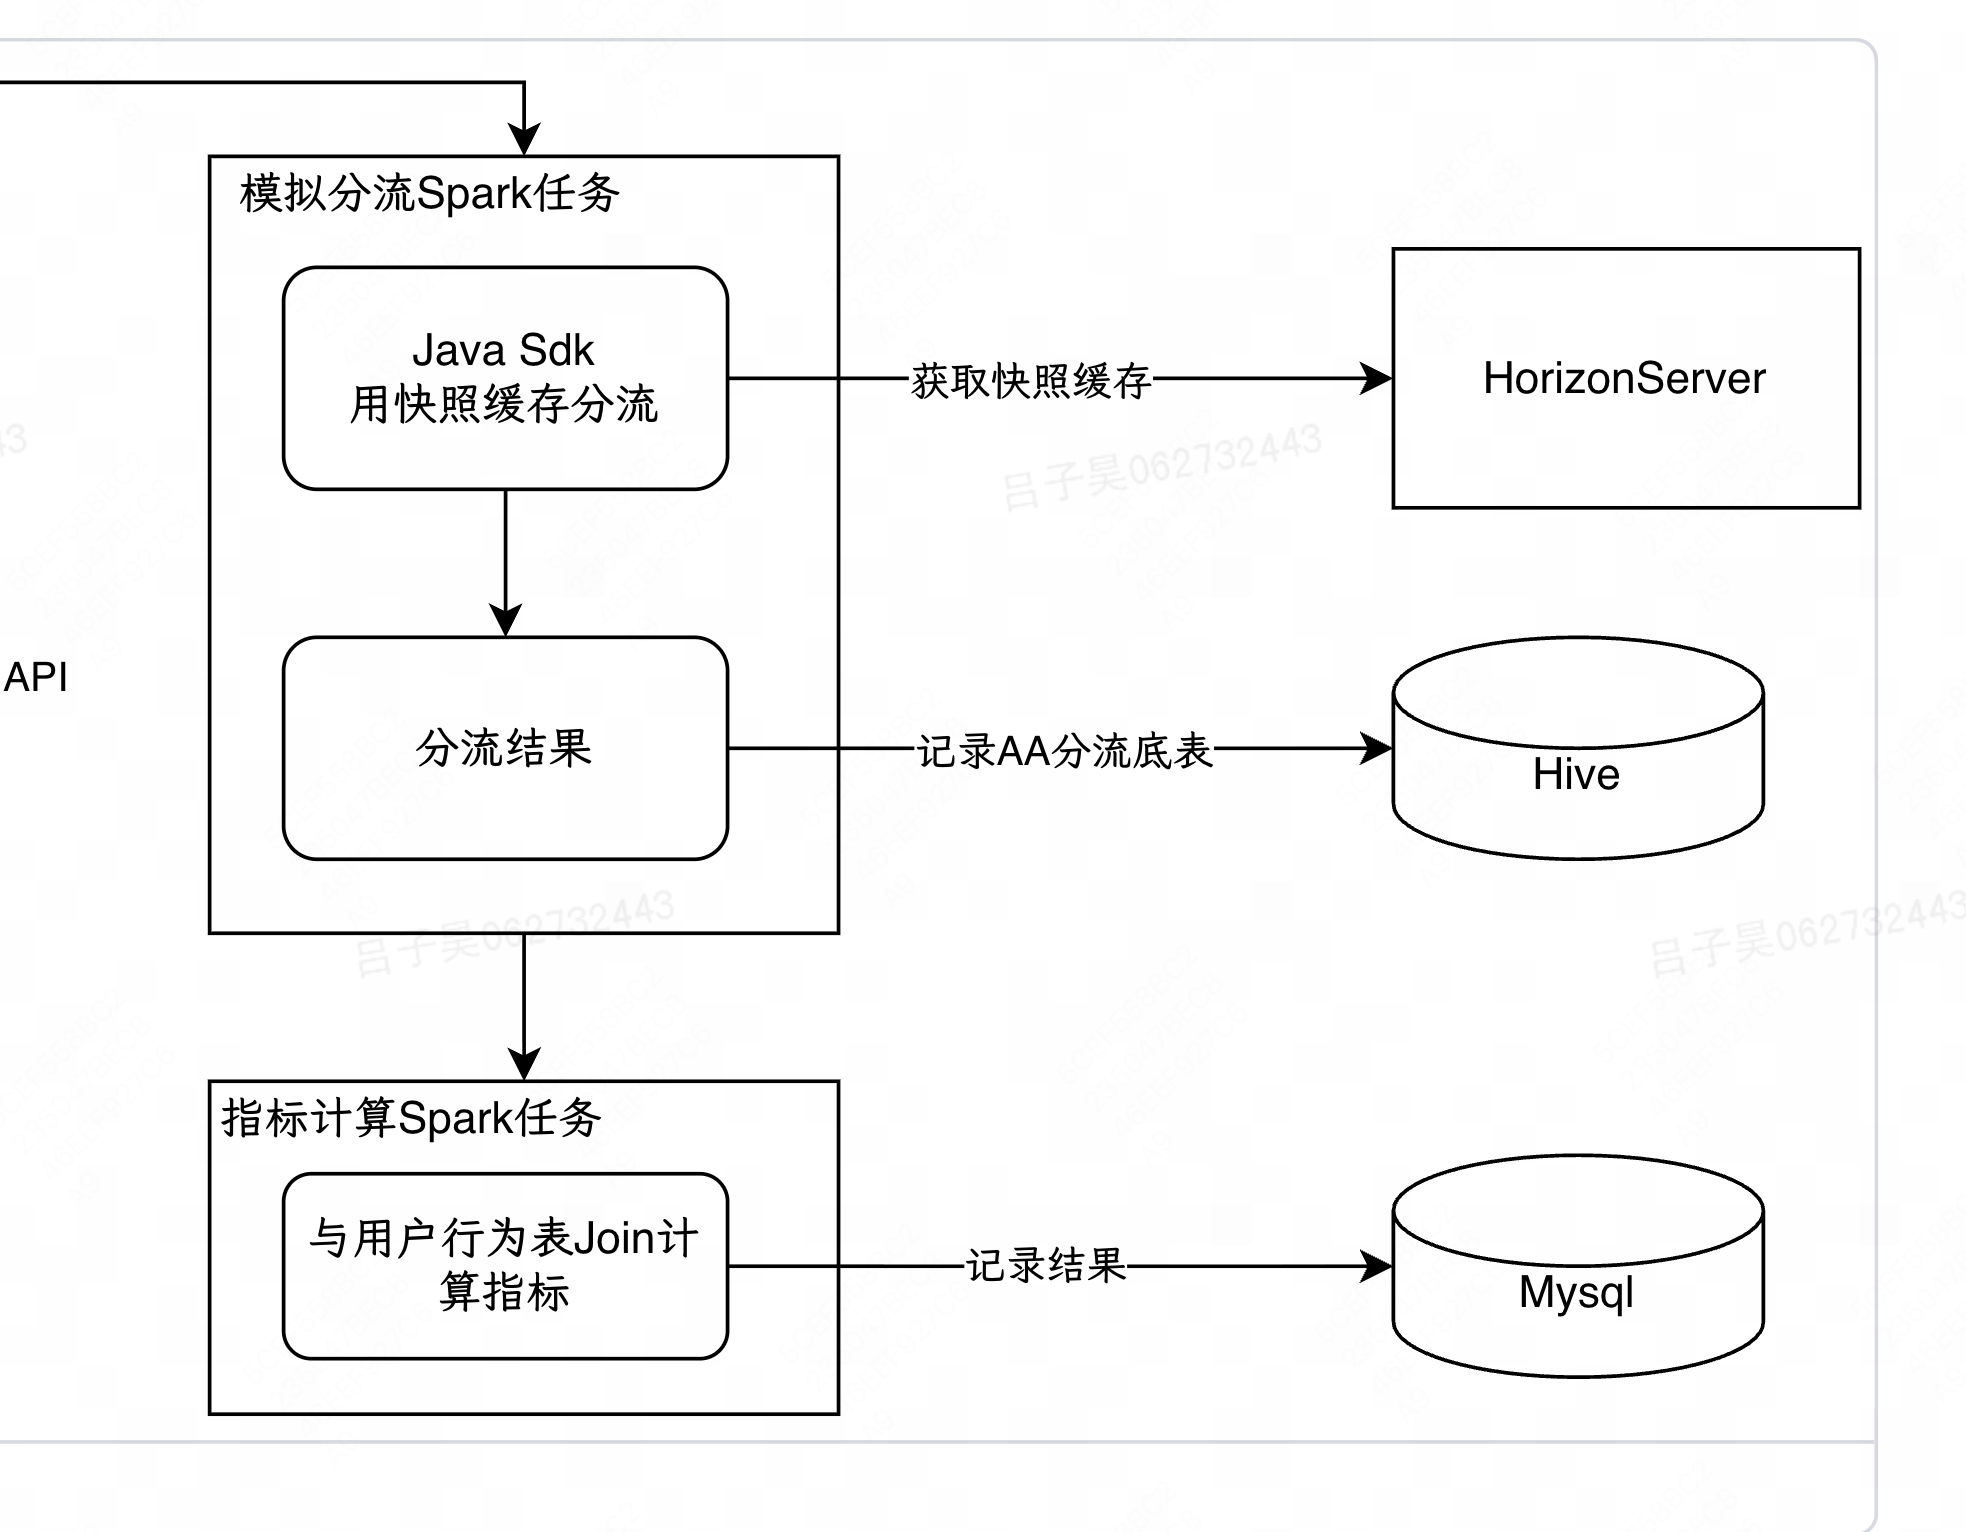 模拟分流Spark任务
Java Sdk
用快照缓存分流
获取快照缓存
HorizonServer
43
吕子昊062732443
API
分流结果
记录AA分流底表
Hive
吕子昊062732443
吕子昊062732443
指标计算Spark任务
与用户行为表Join计
算指标
记录结果
Mysql